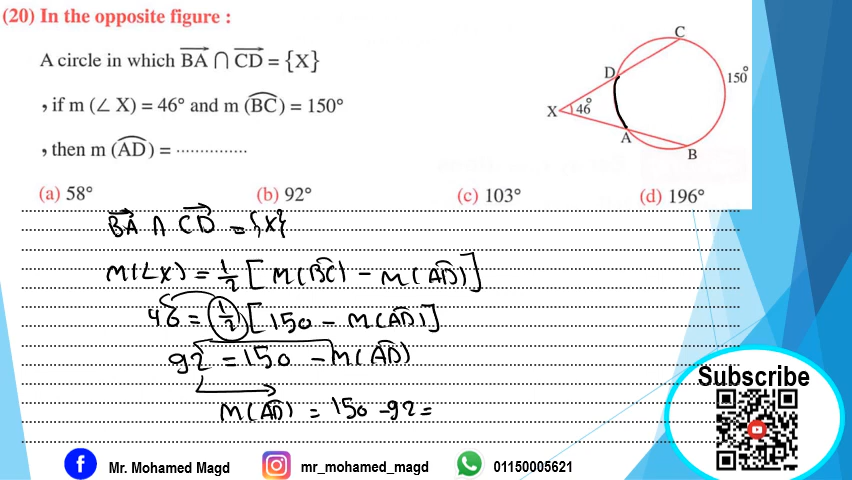 (20) In the opposite figure :
A circle in which BA ∩ CD = {X}
, if m (∠ X) = 46° and m (BC) = 150°
, then m (AD) = ...............
(a) 58° (b) 92° (c) 103° (d) 196°
C
D
150°
X 46°
A
B
BA ∩ CD = {X}
m(∠X) = 1/2 [ m(BC) - m(AD) ]
46 = 1/2 [ 150 - m(AD) ]
92 = 150 - m(AD)
m(AD) = 150 - 92 =
Subscribe
Mr. Mohamed Magd mr_mohamed_magd 01150005621